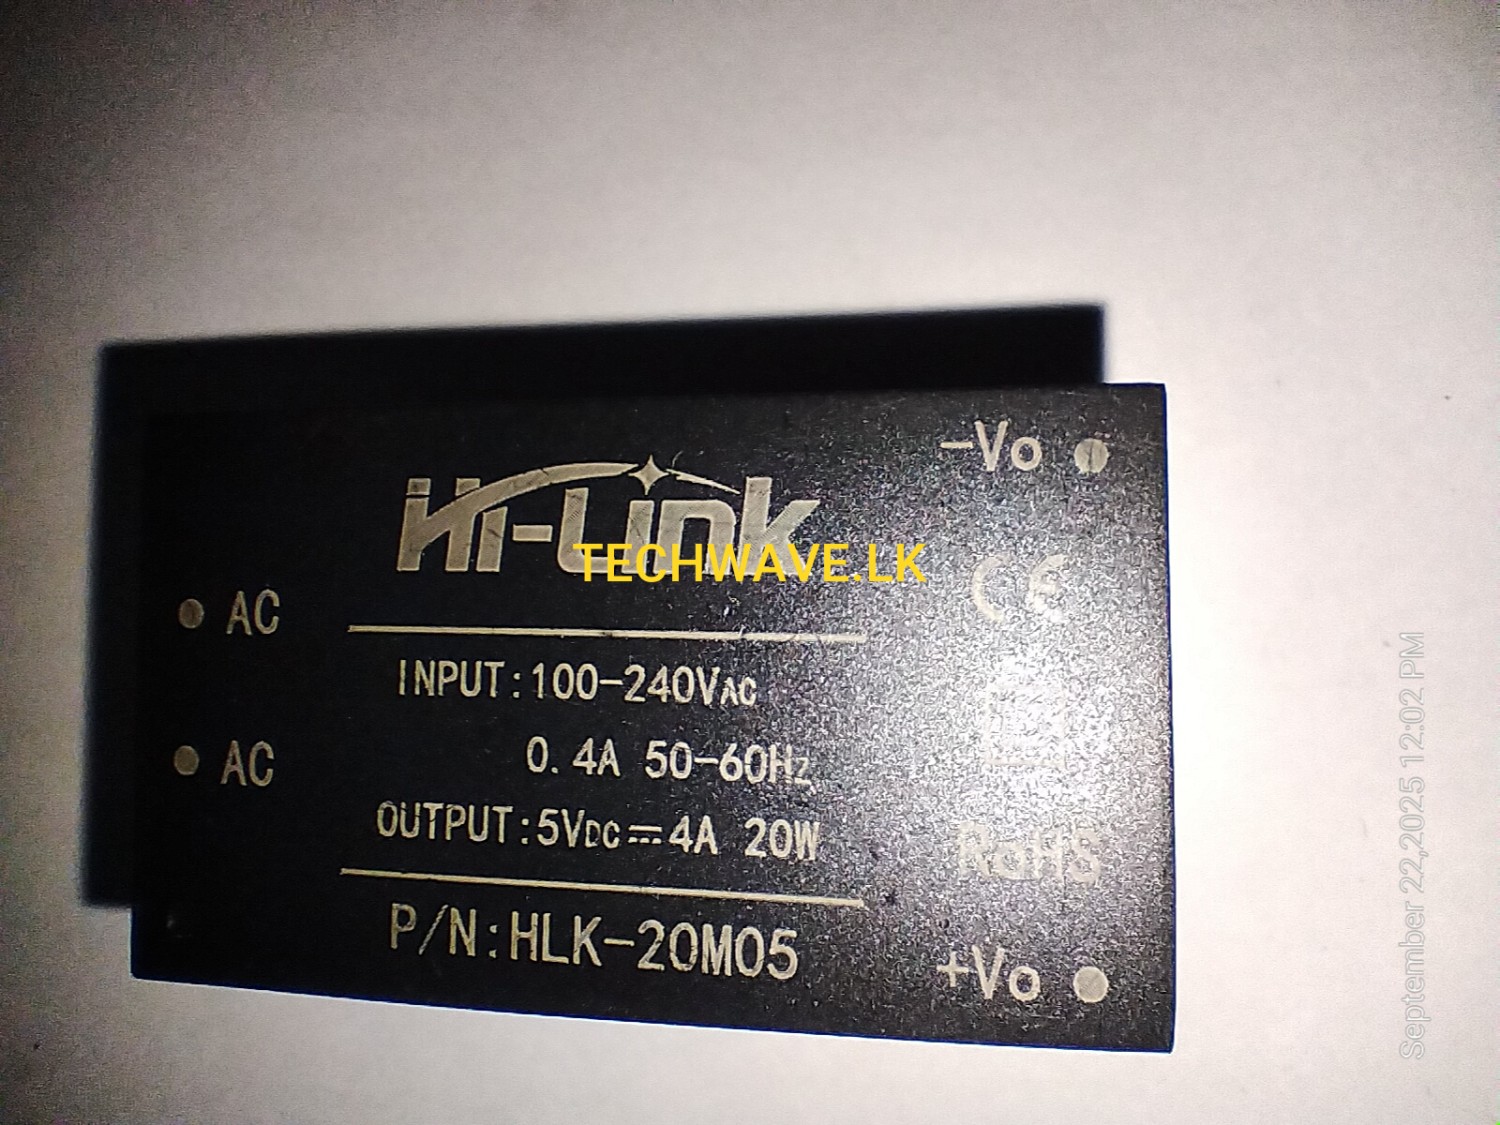 -Vo
Hi-Link
TECHWAVE.LK
CE
AC
INPUT:100-240VAC
AC
0.4A 50-60Hz
OUTPUT:5VDC⎓4A 20W
RoHS
P/N:HLK-20M05
+Vo
September 22,2025 12:02 PM